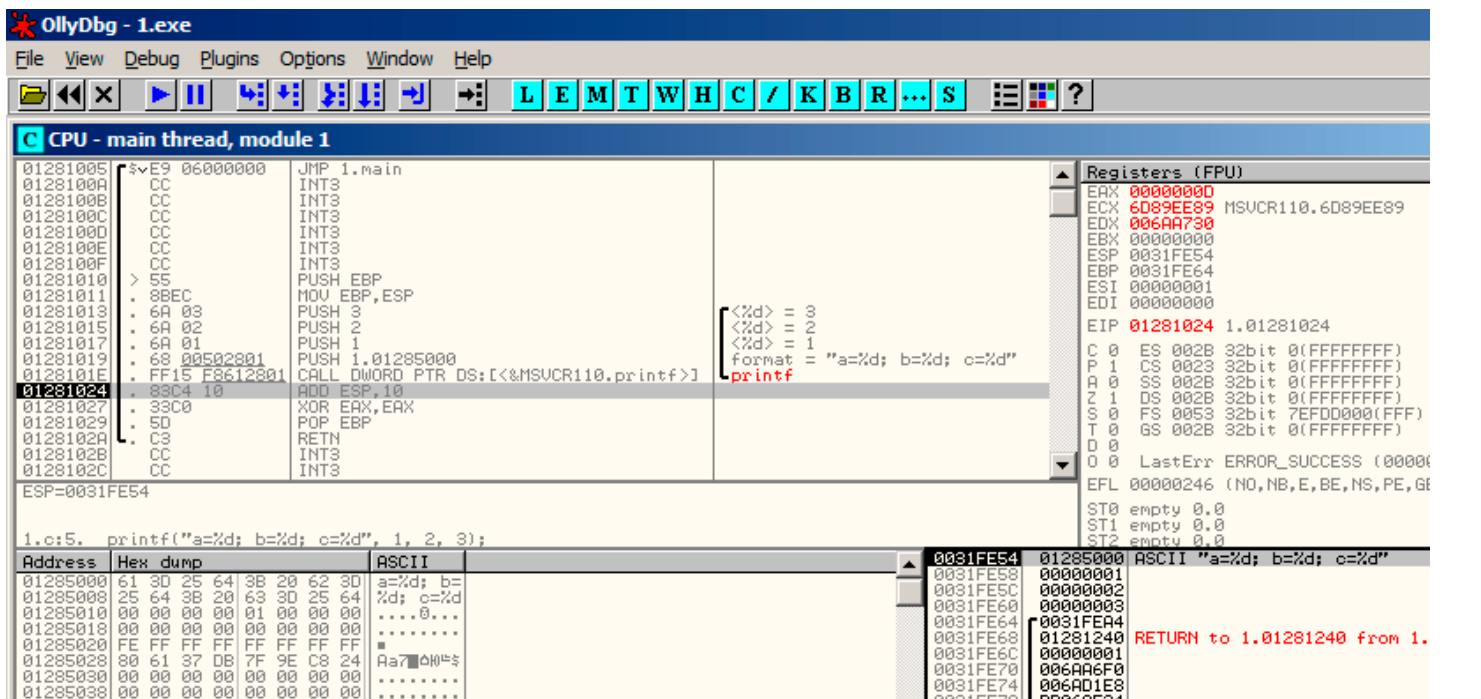 OllyDbg - 1.exe
File View Debug Plugins Options Window Help
L E M T W H C / K B R ... S ?
C CPU - main thread, module 1
01281005 $ E9 06000000 JMP 1.main
0128100A CC INT3
0128100B CC INT3
0128100C CC INT3
0128100D CC INT3
0128100E CC INT3
0128100F CC INT3
01281010 > 55 PUSH EBP
01281011 . 8BEC MOV EBP,ESP
01281013 . 6A 03 PUSH 3 <%d> = 3
01281015 . 6A 02 PUSH 2 <%d> = 2
01281017 . 6A 01 PUSH 1 <%d> = 1
01281019 . 68 00502801 PUSH 1.01285000 format = "a=%d; b=%d; c=%d"
0128101E . FF15 F8612801 CALL DWORD PTR DS:[<&MSVCR110.printf>] printf
01281024 . 83C4 10 ADD ESP,10
01281027 . 33C0 XOR EAX,EAX
01281029 . 5D POP EBP
0128102A . C3 RETN
0128102B CC INT3
0128102C CC INT3
ESP=0031FE54
1.c:5. printf("a=%d; b=%d; c=%d", 1, 2, 3);
Registers (FPU)
EAX 0000000D
ECX 6D89EE89 MSVCR110.6D89EE89
EDX 006AA730
EBX 00000000
ESP 0031FE54
EBP 0031FE64
ESI 00000001
EDI 00000000
EIP 01281024 1.01281024
C 0 ES 002B 32bit 0(FFFFFFFF)
P 1 CS 0023 32bit 0(FFFFFFFF)
A 0 SS 002B 32bit 0(FFFFFFFF)
Z 1 DS 002B 32bit 0(FFFFFFFF)
S 0 FS 0053 32bit 7EFDD000(FFF)
T 0 GS 002B 32bit 0(FFFFFFFF)
D 0
O 0 LastErr ERROR_SUCCESS (00000
EFL 00000246 (NO,NB,E,BE,NS,PE,GE
ST0 empty 0.0
ST1 empty 0.0
ST2 empty 0.0
Address Hex dump ASCII
01285000 61 3D 25 64 3B 20 62 3D a=%d; b=
01285008 25 64 3B 20 63 3D 25 64 %d; c=%d
01285010 00 00 00 00 01 00 00 00 ....0...
01285018 00 00 00 00 00 00 00 00 ........
01285020 FE FF FF FF FF FF FF FF
01285028 80 61 37 DB 7F 9E C8 24
01285030 00 00 00 00 00 00 00 00 ........
01285038 00 00 00 00 00 00 00 00 ........
0031FE54 01285000 ASCII "a=%d; b=%d; c=%d"
0031FE58 00000001
0031FE5C 00000002
0031FE60 00000003
0031FE64 0031FEA4
0031FE68 01281240 RETURN to 1.01281240 from 1.
0031FE6C 00000001
0031FE70 006AA6F0
0031FE74 006AD1E8